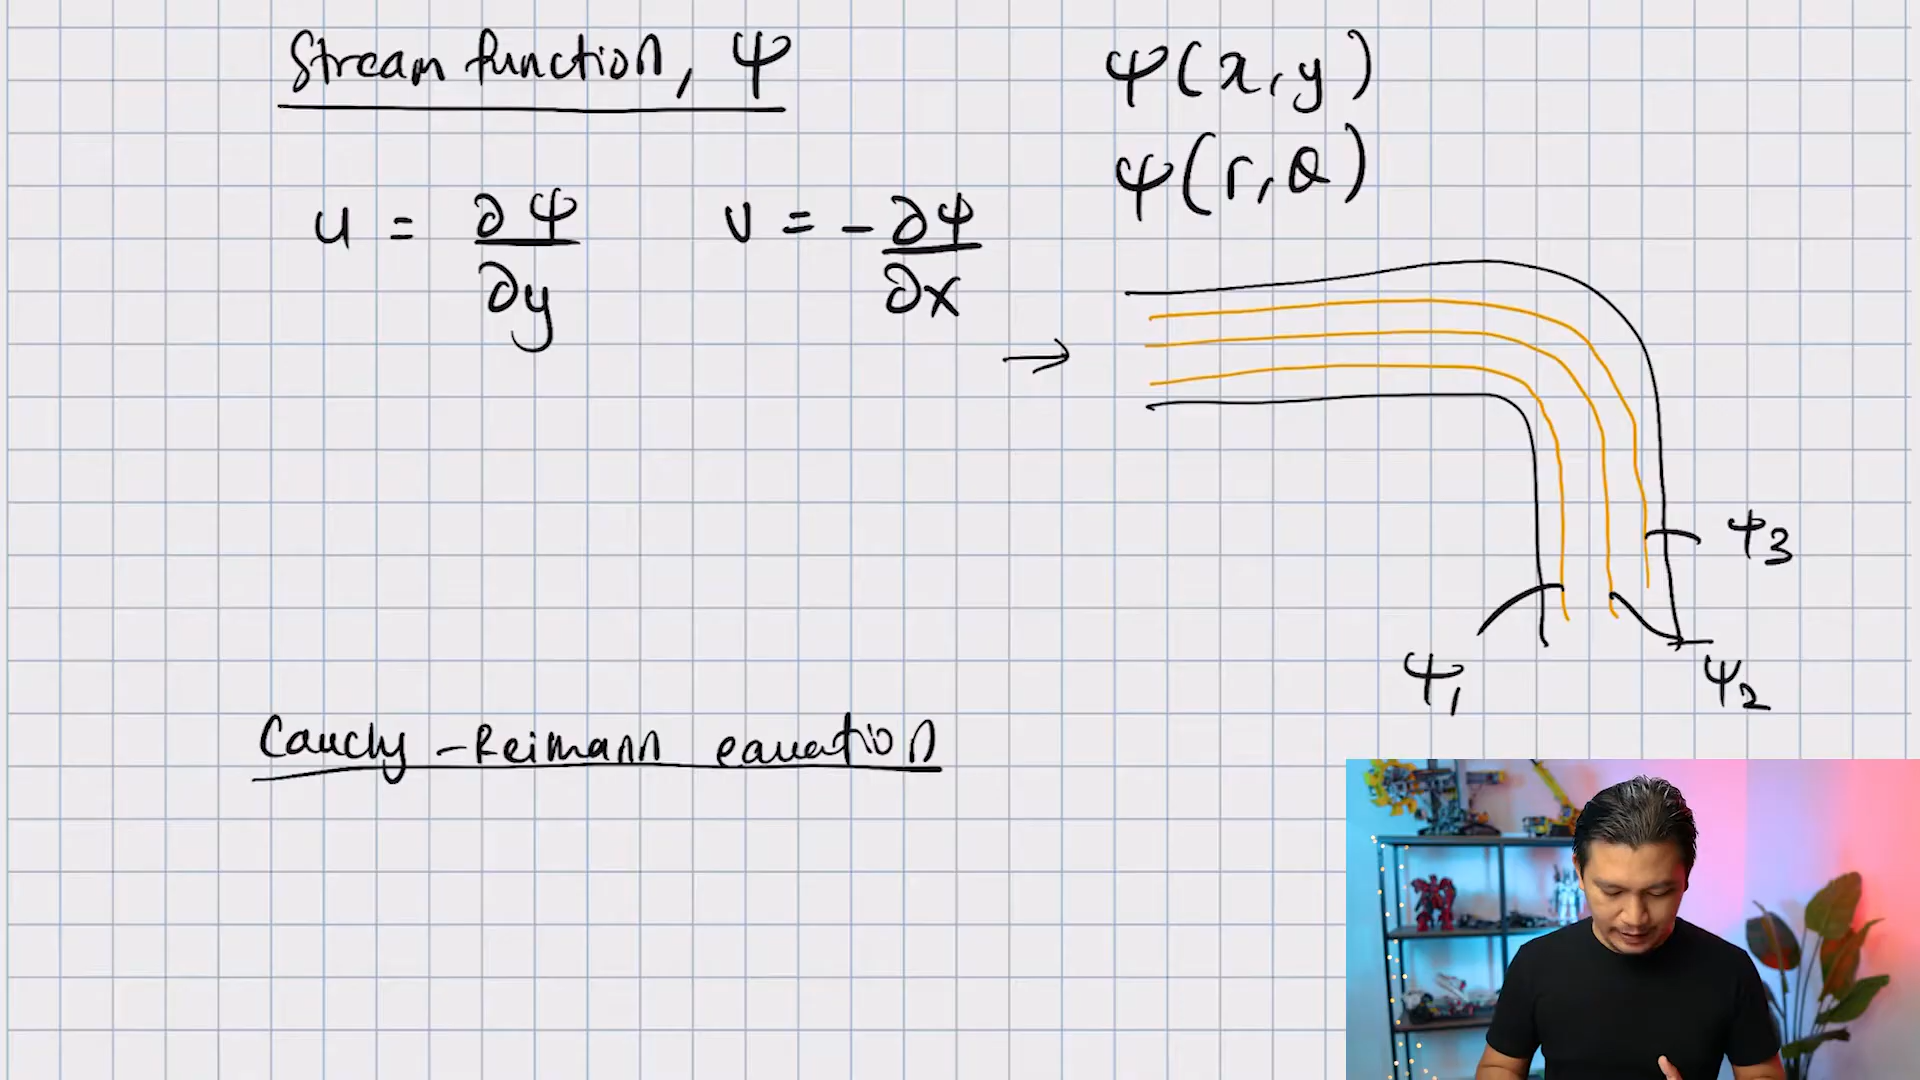 Stream function, ψ
u = ∂ψ/∂y   v = -∂ψ/∂x
ψ(x, y)
ψ(r, θ)
→
ψ3
ψ1
ψ2
Cauchy - Reimann equation